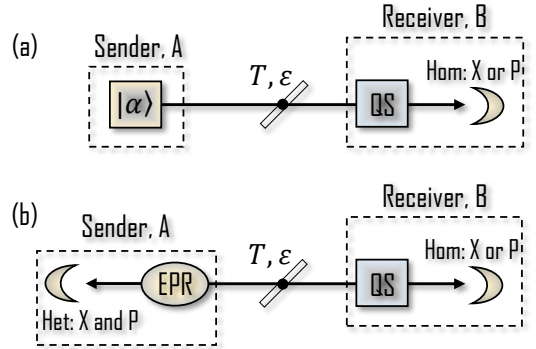 (a)
Sender, A
|α⟩
T, ε
Receiver, B
QS
Hom: X or P
(b)
Sender, A
Het: X and P
EPR
T, ε
Receiver, B
QS
Hom: X or P